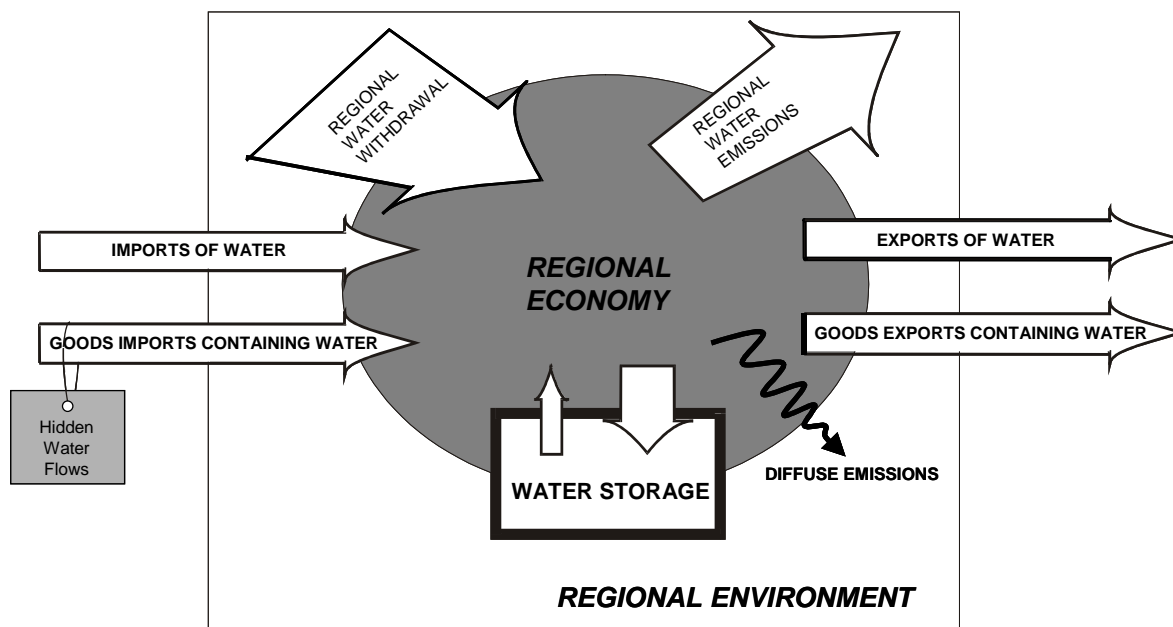 REGIONAL
WATER
WITHDRAWAL
REGIONAL
WATER
EMISSIONS
IMPORTS OF WATER
EXPORTS OF WATER
REGIONAL
ECONOMY
GOODS IMPORTS CONTAINING WATER
GOODS EXPORTS CONTAINING WATER
Hidden
Water
Flows
WATER STORAGE
DIFFUSE EMISSIONS
REGIONAL ENVIRONMENT